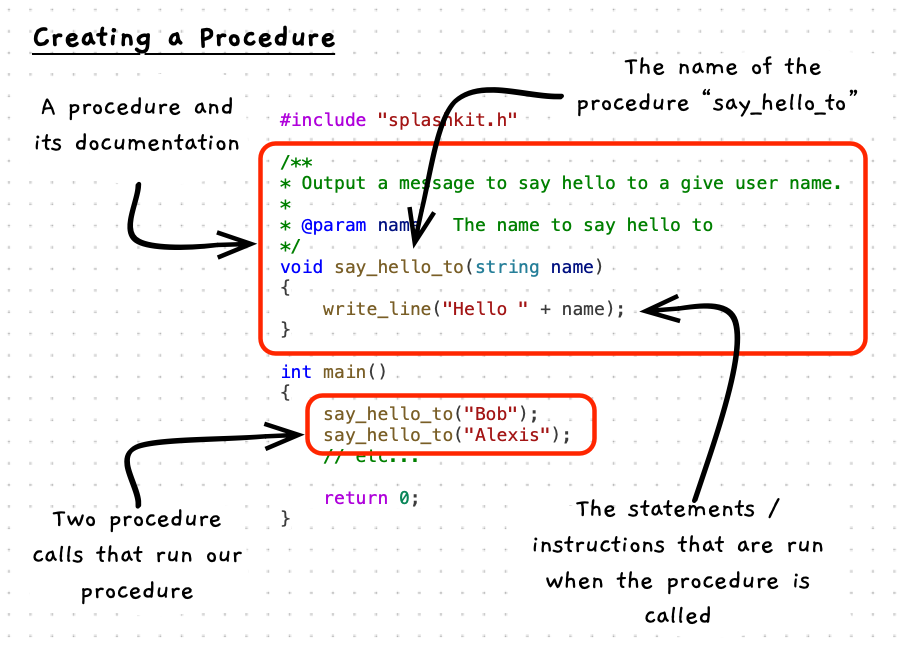 Creating a Procedure
The name of the
procedure “say_hello_to”
A procedure and
its documentation
#include "splashkit.h"
/**
* Output a message to say hello to a give user name.
*
* @param name   The name to say hello to
*/
void say_hello_to(string name)
{
    write_line("Hello " + name);
}
int main()
{
    say_hello_to("Bob");
    say_hello_to("Alexis");
    // etc...
    return 0;
}
Two procedure
calls that run our
procedure
The statements /
instructions that are run
when the procedure is
called